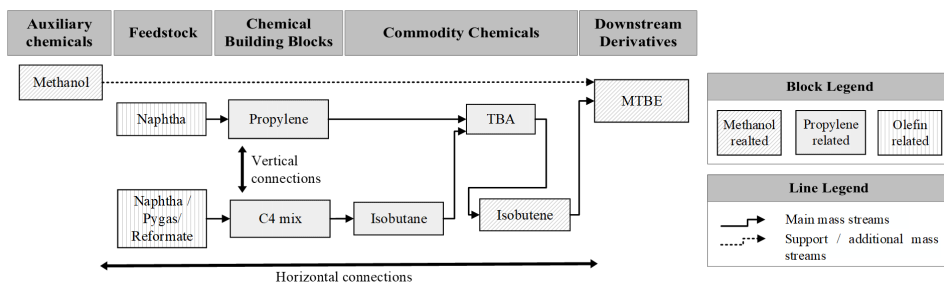 Auxiliary
chemicals
Feedstock
Chemical
Building Blocks
Commodity Chemicals
Downstream
Derivatives
Methanol
MTBE
Naphtha
Propylene
TBA
Vertical
connections
Naphtha /
Pygas/
Reformate
C4 mix
Isobutane
Isobutene
Horizontal connections
Block Legend
Methanol
realted
Propylene
related
Olefin
related
Line Legend
Main mass streams
Support / additional mass
streams